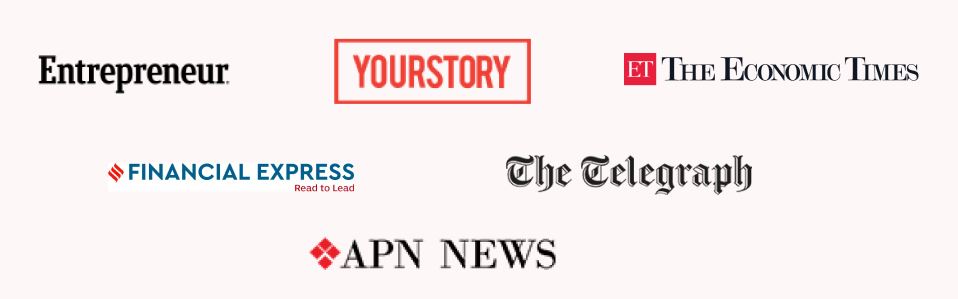 Entrepreneur
YOURSTORY
ET THE ECONOMIC TIMES
FINANCIAL EXPRESS
Read to Lead
The Telegraph
APN NEWS